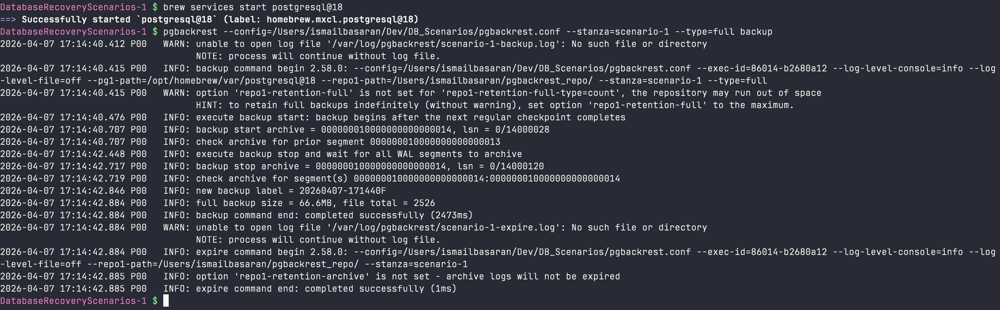 DatabaseRecoveryScenarios-1 $ brew services start postgresql@18
==> Successfully started `postgresql@18` (label: homebrew.mxcl.postgresql@18)
DatabaseRecoveryScenarios-1 $ pgbackrest --config=/Users/ismailbasaran/Dev/DB_Scenarios/pgbackrest.conf --stanza=scenario-1 --type=full backup
2026-04-07 17:14:40.412 P00   WARN: unable to open log file '/var/log/pgbackrest/scenario-1-backup.log': No such file or directory
                                    NOTE: process will continue without log file.
2026-04-07 17:14:40.415 P00   INFO: backup command begin 2.58.0: --config=/Users/ismailbasaran/Dev/DB_Scenarios/pgbackrest.conf --exec-id=86014-b2680a12 --log-level-console=info --log
-level-file=off --pg1-path=/opt/homebrew/var/postgresql@18 --repo1-path=/Users/ismailbasaran/pgbackrest_repo/ --stanza=scenario-1 --type=full
2026-04-07 17:14:40.415 P00   WARN: option 'repo1-retention-full' is not set for 'repo1-retention-full-type=count', the repository may run out of space
                                    HINT: to retain full backups indefinitely (without warning), set option 'repo1-retention-full' to the maximum.
2026-04-07 17:14:40.476 P00   INFO: execute backup start: backup begins after the next regular checkpoint completes
2026-04-07 17:14:40.707 P00   INFO: backup start archive = 000000010000000000000014, lsn = 0/14000028
2026-04-07 17:14:40.707 P00   INFO: check archive for prior segment 000000010000000000000013
2026-04-07 17:14:42.448 P00   INFO: execute backup stop and wait for all WAL segments to archive
2026-04-07 17:14:42.717 P00   INFO: backup stop archive = 000000010000000000000014, lsn = 0/14000120
2026-04-07 17:14:42.719 P00   INFO: check archive for segment(s) 000000010000000000000014:000000010000000000000014
2026-04-07 17:14:42.846 P00   INFO: new backup label = 20260407-171440F
2026-04-07 17:14:42.884 P00   INFO: full backup size = 66.6MB, file total = 2526
2026-04-07 17:14:42.884 P00   INFO: backup command end: completed successfully (2473ms)
2026-04-07 17:14:42.884 P00   WARN: unable to open log file '/var/log/pgbackrest/scenario-1-expire.log': No such file or directory
                                    NOTE: process will continue without log file.
2026-04-07 17:14:42.884 P00   INFO: expire command begin 2.58.0: --config=/Users/ismailbasaran/Dev/DB_Scenarios/pgbackrest.conf --exec-id=86014-b2680a12 --log-level-console=info --log
-level-file=off --repo1-path=/Users/ismailbasaran/pgbackrest_repo/ --stanza=scenario-1
2026-04-07 17:14:42.885 P00   INFO: option 'repo1-retention-archive' is not set - archive logs will not be expired
2026-04-07 17:14:42.885 P00   INFO: expire command end: completed successfully (1ms)
DatabaseRecoveryScenarios-1 $